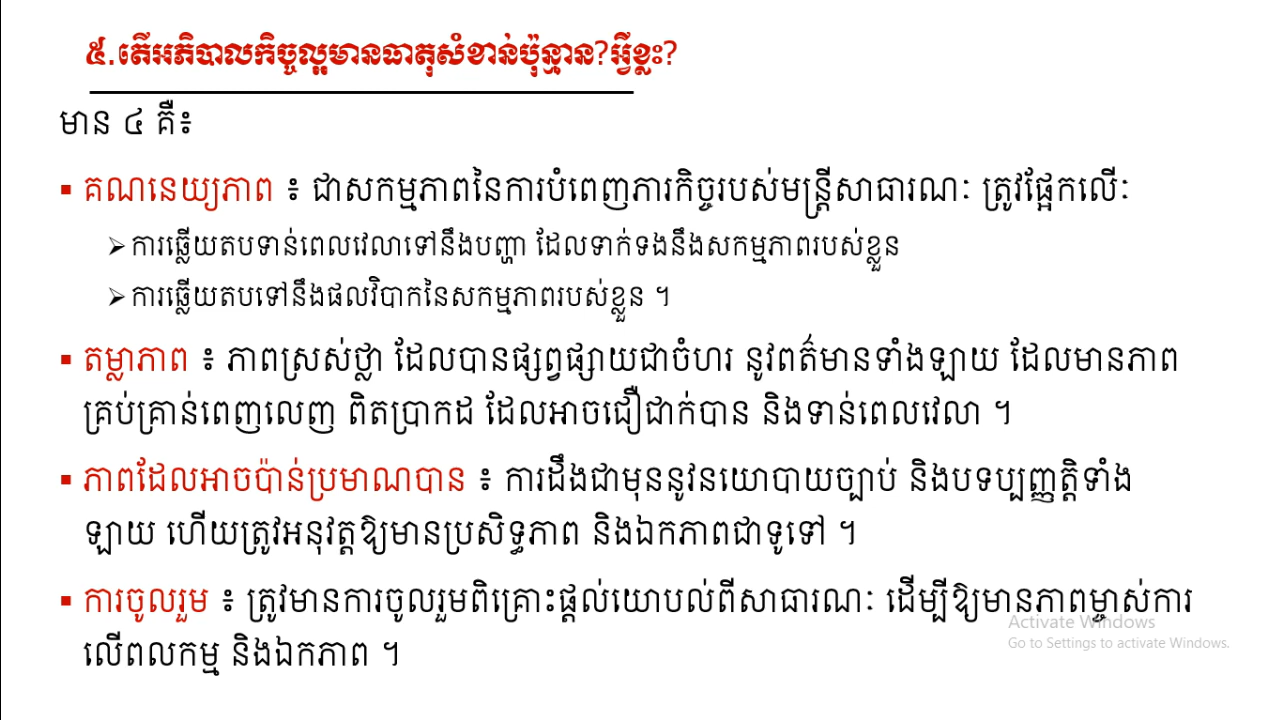 ៥.តើអភិបាលកិច្ចល្អមានធាតុសំខាន់ប៉ុន្មាន?អ្វីខ្លះ?
មាន ៤ គឺ៖
▪ គណនេយ្យភាព ៖ ជាសកម្មភាពនៃការបំពេញភារកិច្ចរបស់មន្ត្រីសាធារណៈ ត្រូវផ្អែកលើៈ
➢ ការឆ្លើយតបទាន់ពេលវេលាទៅនឹងបញ្ហា ដែលទាក់ទងនឹងសកម្មភាពរបស់ខ្លួន
➢ ការឆ្លើយតបទៅនឹងផលវិបាកនៃសកម្មភាពរបស់ខ្លួន ។
▪ តម្លាភាព ៖ ភាពស្រស់ថ្លា ដែលបានផ្សព្វផ្សាយជាចំហរ នូវពត៌មានទាំងឡាយ ដែលមានភាព
គ្រប់គ្រាន់ពេញលេញ ពិតប្រាកដ ដែលអាចជឿជាក់បាន និងទាន់ពេលវេលា ។
▪ ភាពដែលអាចប៉ាន់ប្រមាណបាន ៖ ការដឹងជាមុននូវនយោបាយច្បាប់ និងបទប្បញ្ញត្តិទាំង
ឡាយ ហើយត្រូវអនុវត្តឱ្យមានប្រសិទ្ធភាព និងឯកភាពជាទូទៅ ។
▪ ការចូលរួម ៖ ត្រូវមានការចូលរួមពិគ្រោះផ្តល់យោបល់ពីសាធារណៈ ដើម្បីឱ្យមានភាពម្ចាស់ការ
លើពលកម្ម និងឯកភាព ។
Activate Windows
Go to Settings to activate Windows.